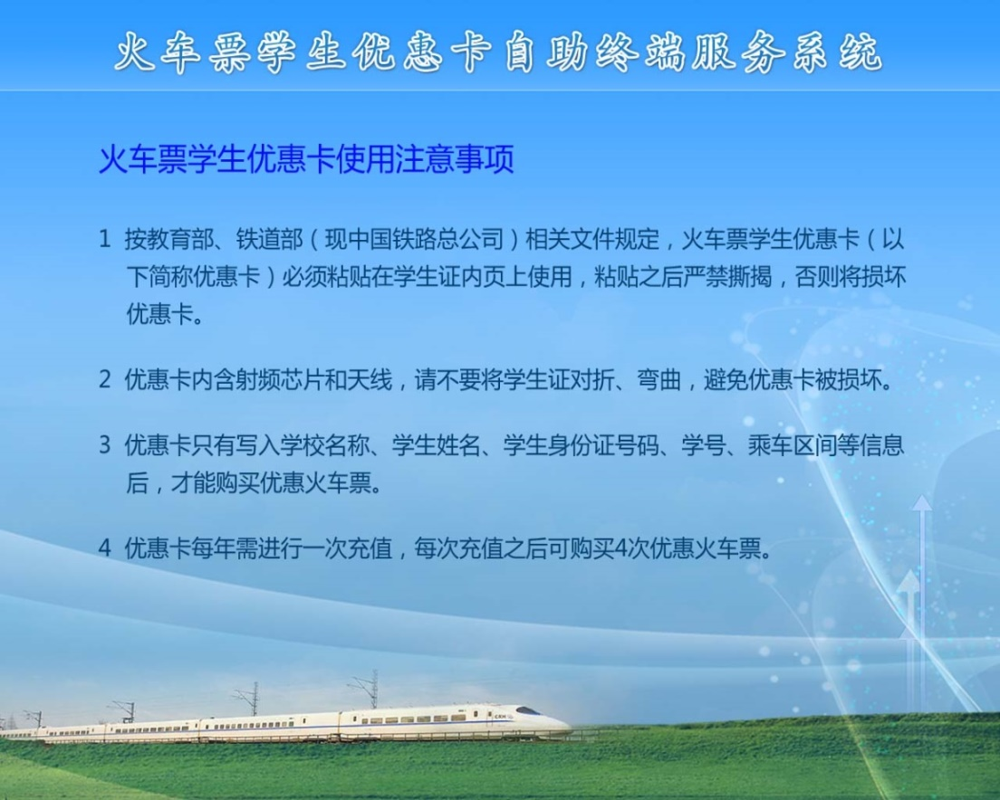 火车票学生优惠卡自助终端服务系统
火车票学生优惠卡使用注意事项
1 按教育部、铁道部（现中国铁路总公司）相关文件规定，火车票学生优惠卡（以
下简称优惠卡）必须粘贴在学生证内页上使用，粘贴之后严禁撕揭，否则将损坏
优惠卡。
2 优惠卡内含射频芯片和天线，请不要将学生证对折、弯曲，避免优惠卡被损坏。
3 优惠卡只有写入学校名称、学生姓名、学生身份证号码、学号、乘车区间等信息
后，才能购买优惠火车票。
4 优惠卡每年需进行一次充值，每次充值之后可购买4次优惠火车票。
CRH